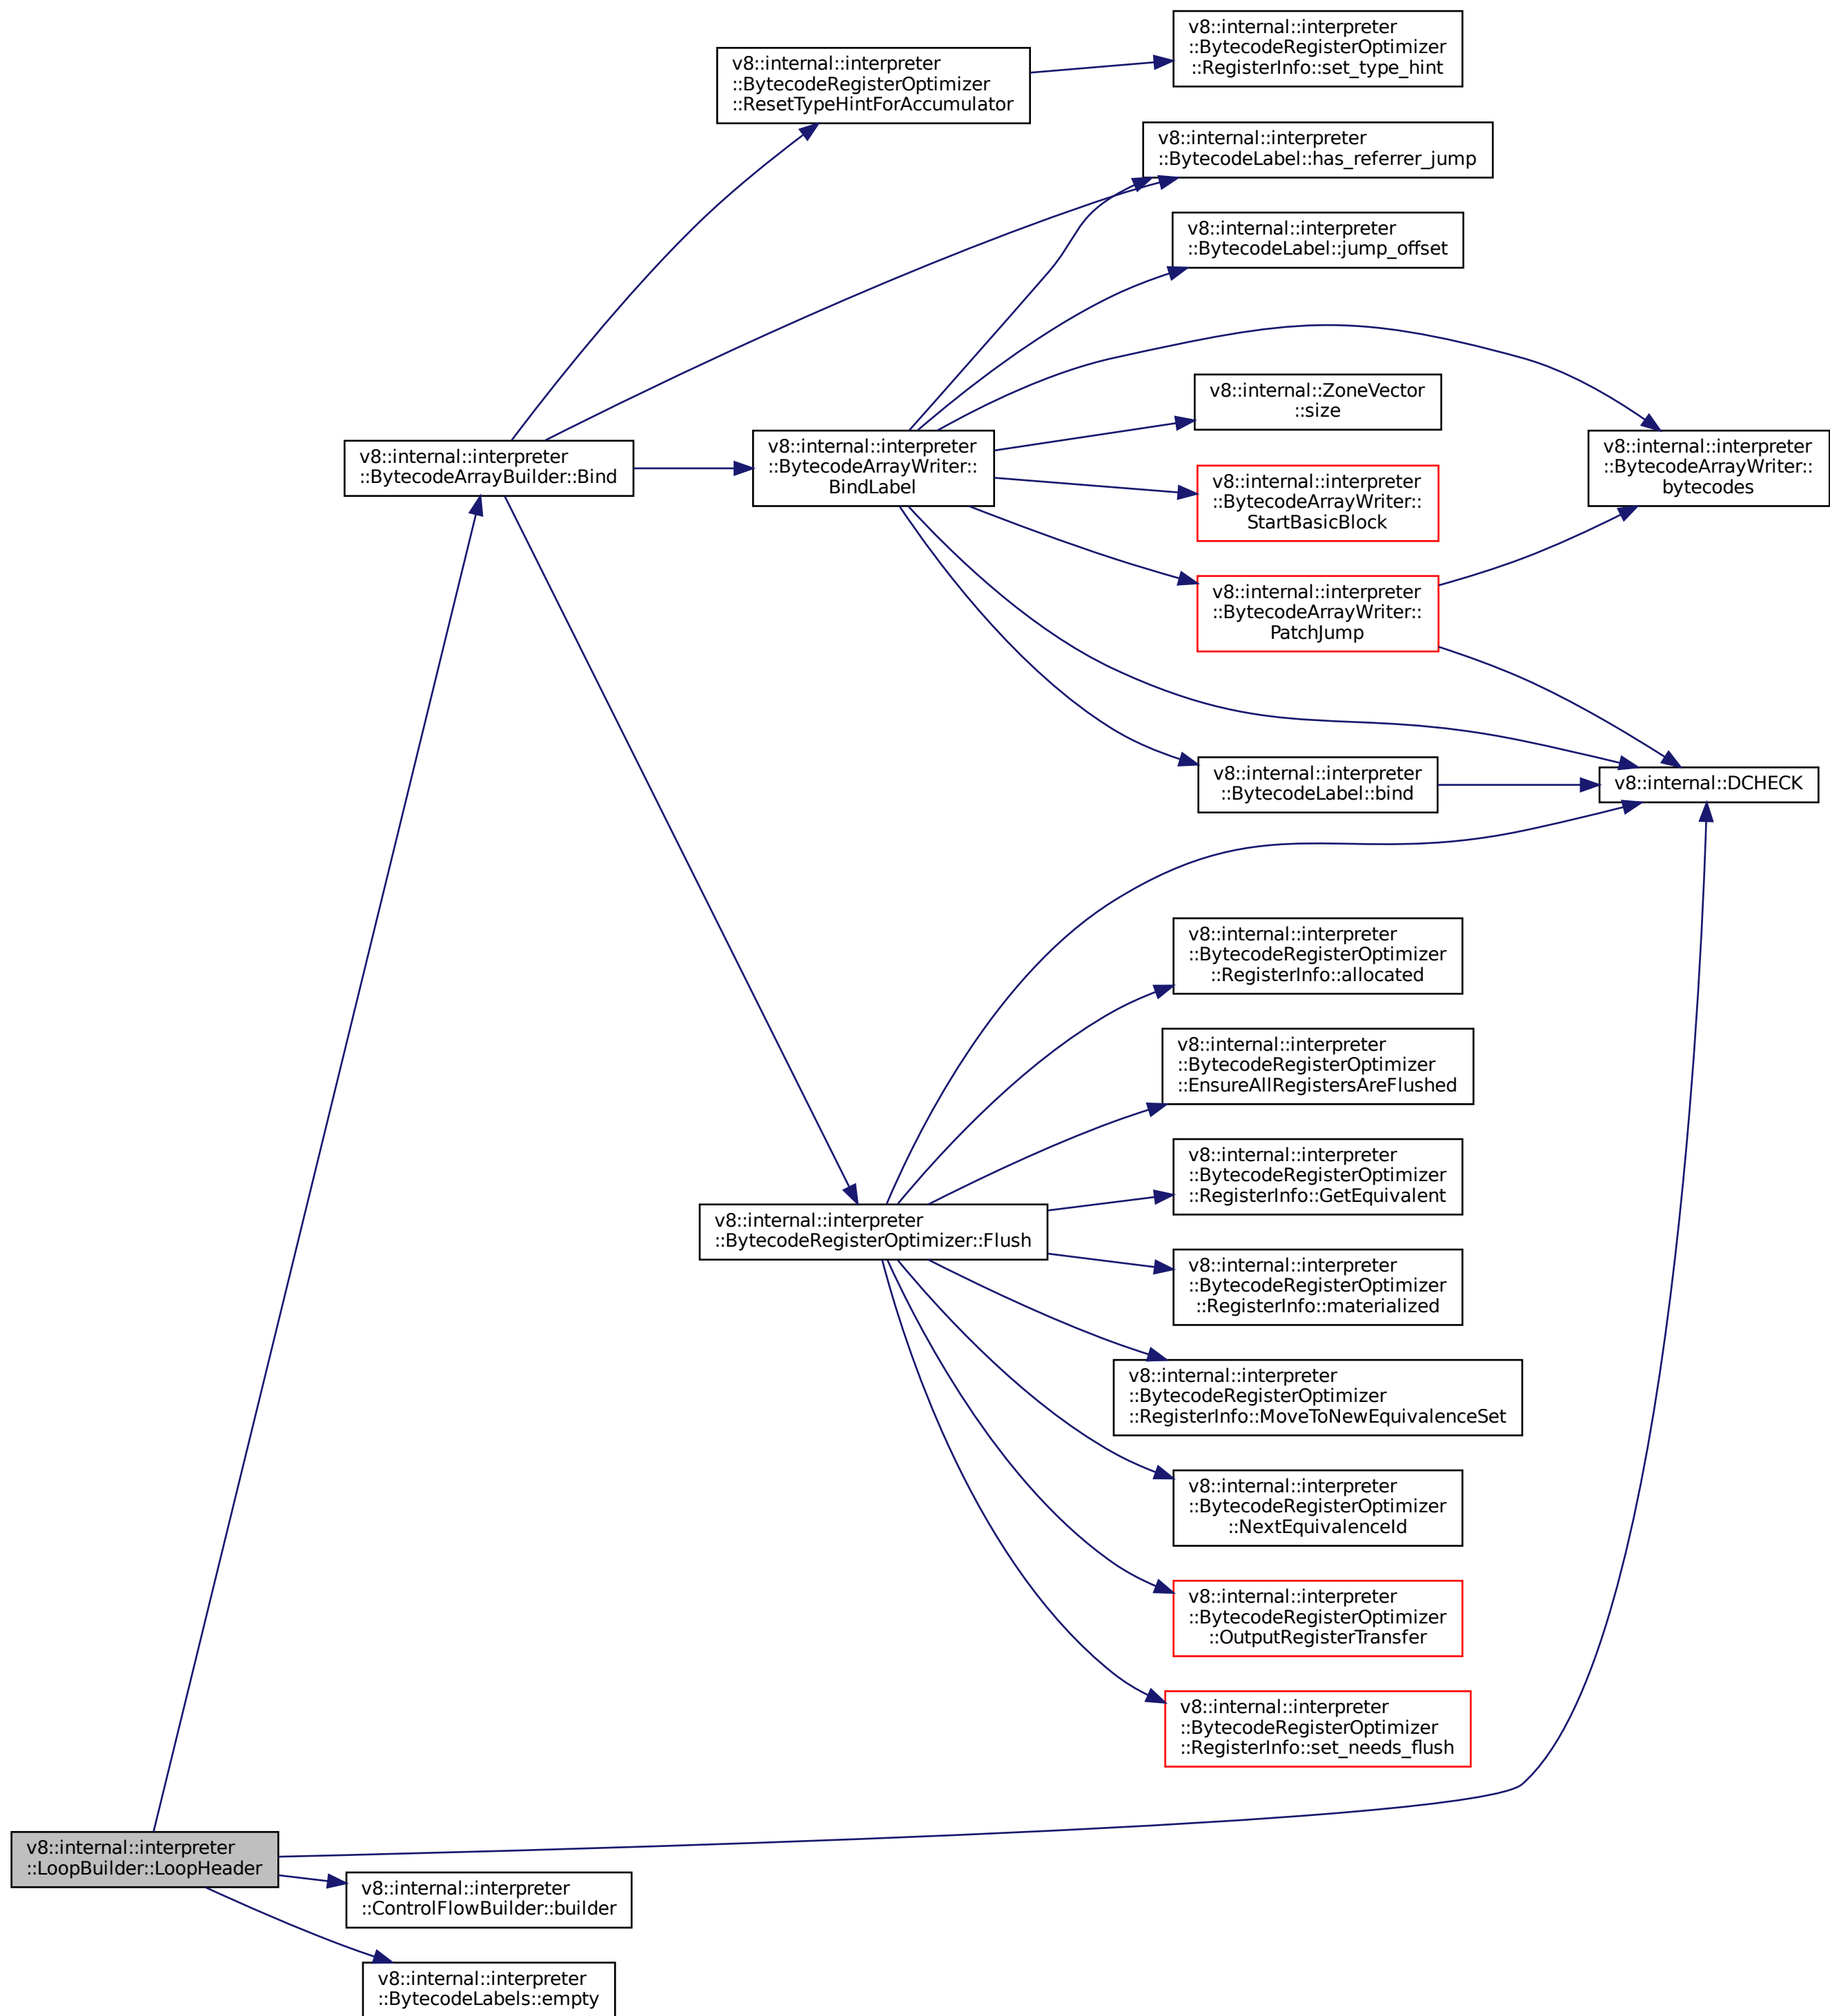 v8::internal::interpreter
::BytecodeRegisterOptimizer
::RegisterInfo::set_type_hint
v8::internal::interpreter
::BytecodeRegisterOptimizer
::ResetTypeHintForAccumulator
v8::internal::interpreter
::BytecodeLabel::has_referrer_jump
v8::internal::interpreter
::BytecodeLabel::jump_offset
v8::internal::ZoneVector
::size
v8::internal::interpreter
::BytecodeArrayBuilder::Bind
v8::internal::interpreter
::BytecodeArrayWriter::
BindLabel
v8::internal::interpreter
::BytecodeArrayWriter::
bytecodes
v8::internal::interpreter
::BytecodeArrayWriter::
StartBasicBlock
v8::internal::interpreter
::BytecodeArrayWriter::
PatchJump
v8::internal::interpreter
::BytecodeLabel::bind
v8::internal::DCHECK
v8::internal::interpreter
::BytecodeRegisterOptimizer
::RegisterInfo::allocated
v8::internal::interpreter
::BytecodeRegisterOptimizer
::EnsureAllRegistersAreFlushed
v8::internal::interpreter
::BytecodeRegisterOptimizer
::RegisterInfo::GetEquivalent
v8::internal::interpreter
::BytecodeRegisterOptimizer::Flush
v8::internal::interpreter
::BytecodeRegisterOptimizer
::RegisterInfo::materialized
v8::internal::interpreter
::BytecodeRegisterOptimizer
::RegisterInfo::MoveToNewEquivalenceSet
v8::internal::interpreter
::BytecodeRegisterOptimizer
::NextEquivalenceId
v8::internal::interpreter
::BytecodeRegisterOptimizer
::OutputRegisterTransfer
v8::internal::interpreter
::BytecodeRegisterOptimizer
::RegisterInfo::set_needs_flush
v8::internal::interpreter
::LoopBuilder::LoopHeader
v8::internal::interpreter
::ControlFlowBuilder::builder
v8::internal::interpreter
::BytecodeLabels::empty